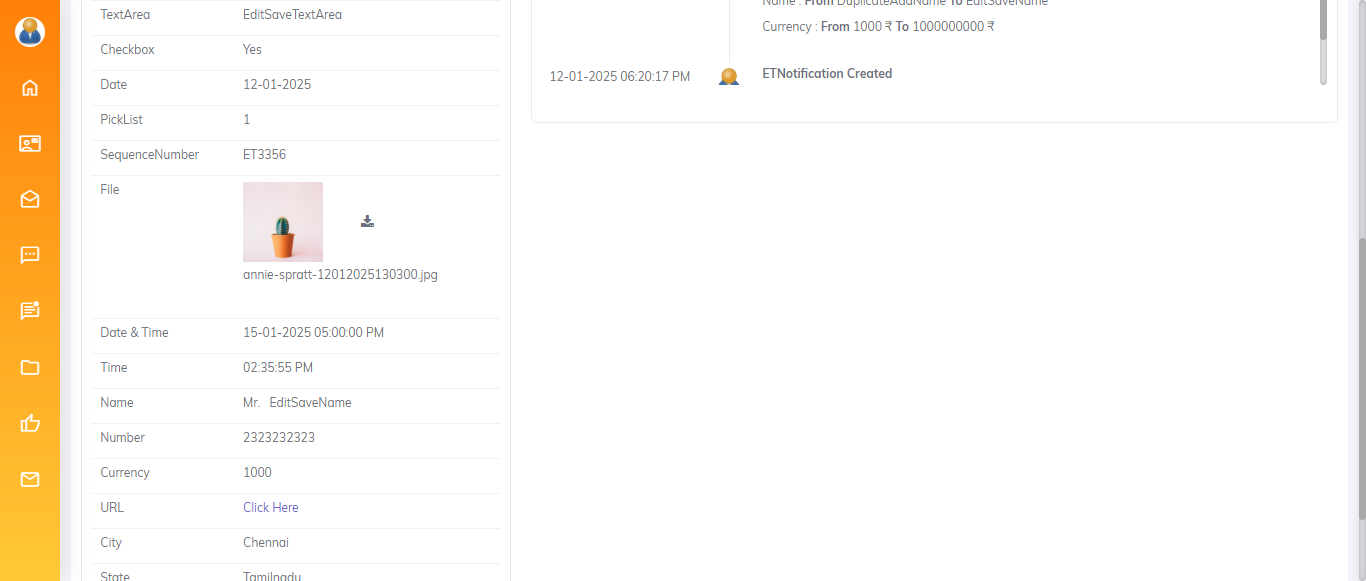 TextArea EditSaveTextArea
Checkbox Yes
Date 12-01-2025
PickList 1
SequenceNumber ET3356
File
annie-spratt-12012025130300.jpg
Date & Time 15-01-2025 05:00:00 PM
Time 02:35:55 PM
Name Mr. EditSaveName
Number 2323232323
Currency 1000
URL Click Here
City Chennai
State Tamilnadu
Name : From DuplicateAddName To EditSaveName
Currency : From 1000 ₹ To 1000000000 ₹
12-01-2025 06:20:17 PM ETNotification Created